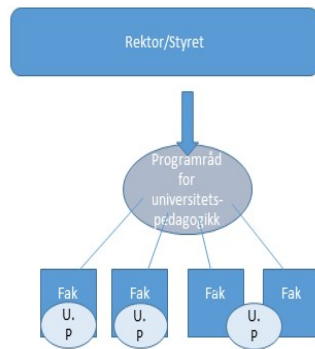 Rektor/Styret
Programråd
for
universitets-
pedagogikk
Fak
Fak
Fak
Fak
U.
P
U.
P
U.
P